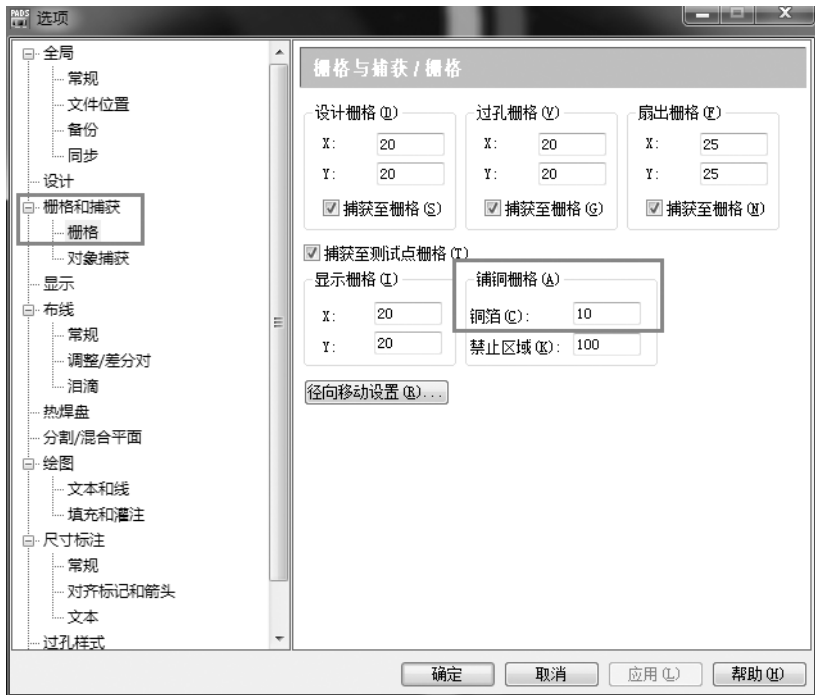 PADS 选项
全局
常规
文件位置
备份
同步
设计
栅格和捕获
栅格
对象捕获
显示
布线
常规
调整/差分对
泪滴
热焊盘
分割/混合平面
绘图
文本和线
填充和灌注
尺寸标注
常规
对齐标记和箭头
文本
过孔样式
栅格与捕获 / 栅格
设计栅格(D)
X: 20
Y: 20
捕获至栅格(S)
过孔栅格(V)
X: 20
Y: 20
捕获至栅格(G)
扇出栅格(F)
X: 25
Y: 25
捕获至栅格(N)
捕获至测试点栅格(T)
显示栅格(I)
X: 20
Y: 20
铺铜栅格(A)
铜箔(C): 10
禁止区域(K): 100
径向移动设置(R)...
确定 取消 应用(L) 帮助(H)